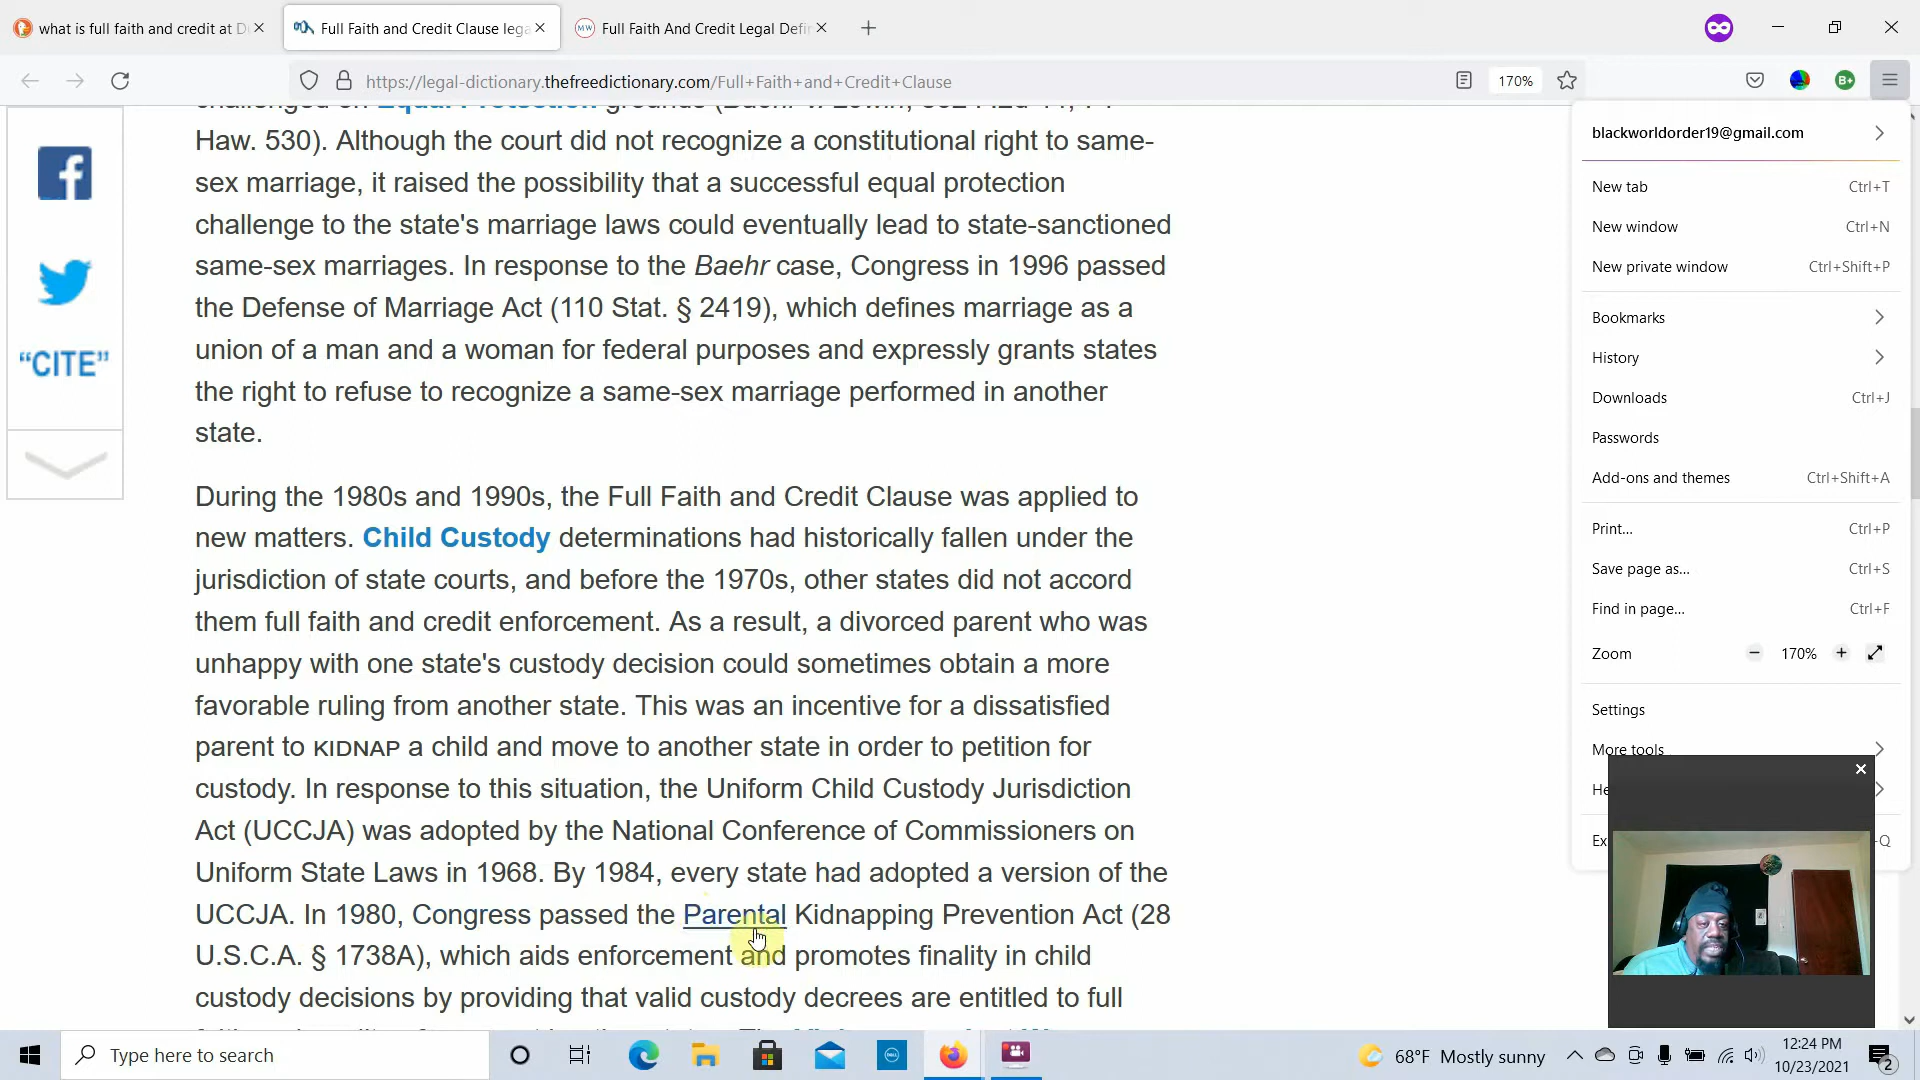 what is full faith and credit at D
Full Faith and Credit Clause lega
MW
Full Faith And Credit Legal Defin
https://legal-dictionary.thefreedictionary.com/Full+Faith+and+Credit+Clause
170%
B+
Haw. 530). Although the court did not recognize a constitutional right to same-
sex marriage, it raised the possibility that a successful equal protection
challenge to the state's marriage laws could eventually lead to state-sanctioned
same-sex marriages. In response to the Baehr case, Congress in 1996 passed
the Defense of Marriage Act (110 Stat. § 2419), which defines marriage as a
union of a man and a woman for federal purposes and expressly grants states
the right to refuse to recognize a same-sex marriage performed in another
state.
“CITE”
During the 1980s and 1990s, the Full Faith and Credit Clause was applied to
new matters. Child Custody determinations had historically fallen under the
jurisdiction of state courts, and before the 1970s, other states did not accord
them full faith and credit enforcement. As a result, a divorced parent who was
unhappy with one state's custody decision could sometimes obtain a more
favorable ruling from another state. This was an incentive for a dissatisfied
parent to KIDNAP a child and move to another state in order to petition for
custody. In response to this situation, the Uniform Child Custody Jurisdiction
Act (UCCJA) was adopted by the National Conference of Commissioners on
Uniform State Laws in 1968. By 1984, every state had adopted a version of the
UCCJA. In 1980, Congress passed the Parental Kidnapping Prevention Act (28
U.S.C.A. § 1738A), which aids enforcement and promotes finality in child
custody decisions by providing that valid custody decrees are entitled to full
blackworldorder19@gmail.com
New tab Ctrl+T
New window Ctrl+N
New private window Ctrl+Shift+P
Bookmarks
History
Downloads Ctrl+J
Passwords
Add-ons and themes Ctrl+Shift+A
Print... Ctrl+P
Save page as... Ctrl+S
Find in page... Ctrl+F
Zoom 170%
Settings
More tools
He
Ex Q
Type here to search
DELL
68°F Mostly sunny
12:24 PM
10/23/2021
2